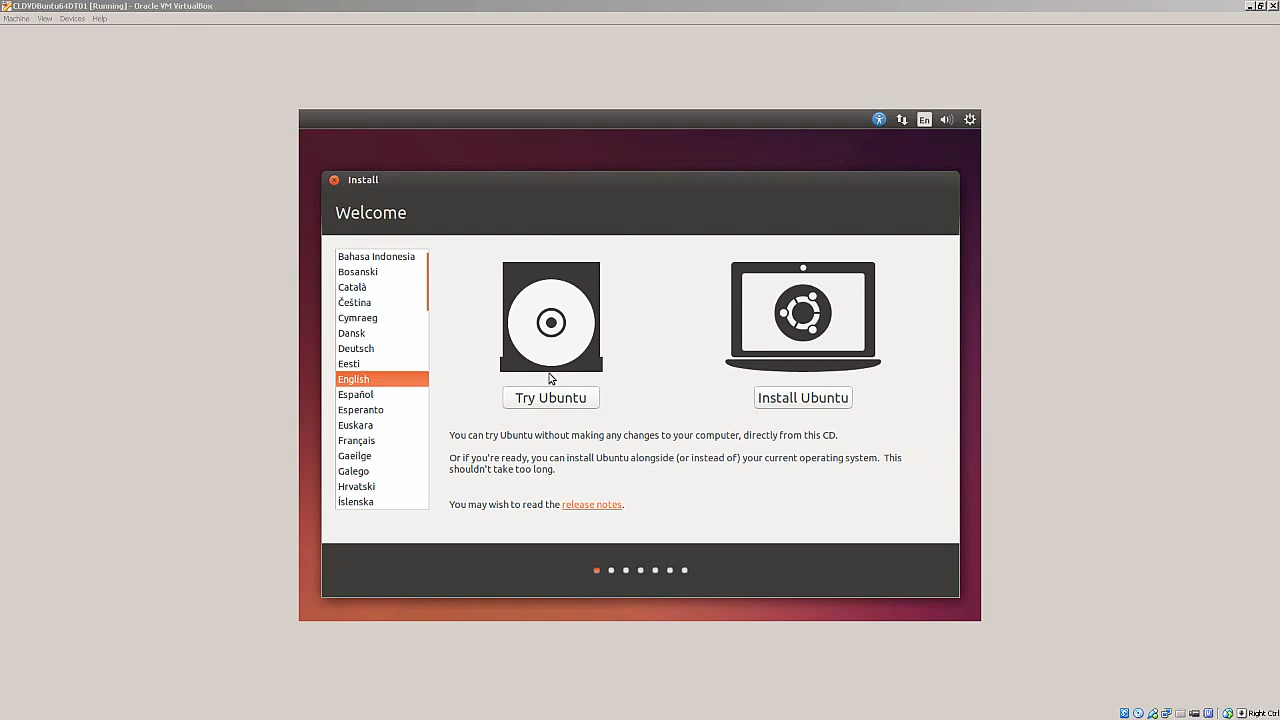 CLDVDBuntu64DT01 [Running] - Oracle VM VirtualBox
Machine View Devices Help
En
Install
Welcome
Bahasa Indonesia
Bosanski
Català
Čeština
Cymraeg
Dansk
Deutsch
Eesti
English
Español
Esperanto
Euskara
Français
Gaeilge
Galego
Hrvatski
Íslenska
Try Ubuntu
Install Ubuntu
You can try Ubuntu without making any changes to your computer, directly from this CD.
Or if you're ready, you can install Ubuntu alongside (or instead of) your current operating system. This
shouldn't take too long.
You may wish to read the release notes.
Right Ctrl